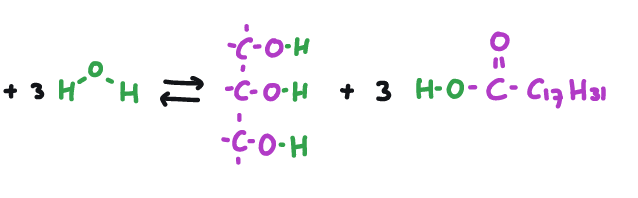 + 3 H O H ⇌ + 3 H-O-C-C17H31
O
-C-O-H
-C-O-H
-C-O-H